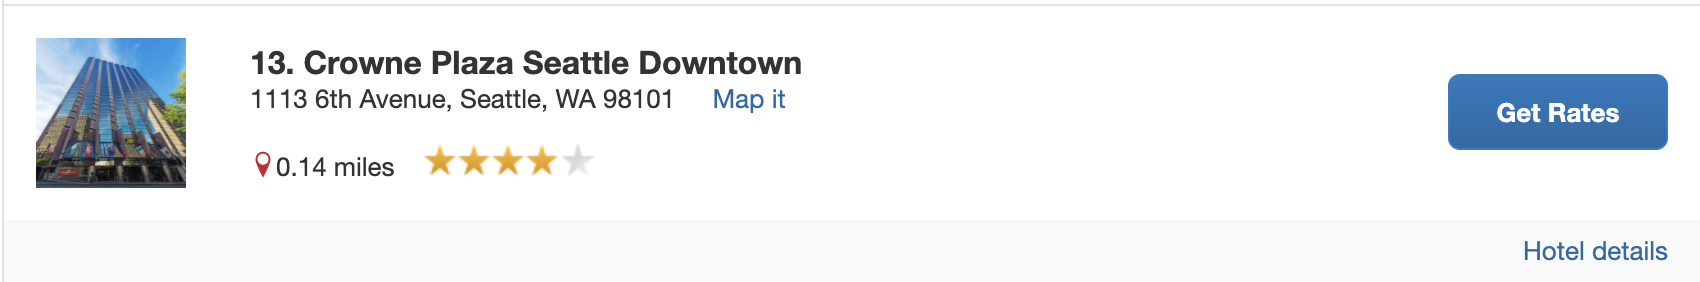 13. Crowne Plaza Seattle Downtown
1113 6th Avenue, Seattle, WA 98101 Map it
0.14 miles
Get Rates
Hotel details